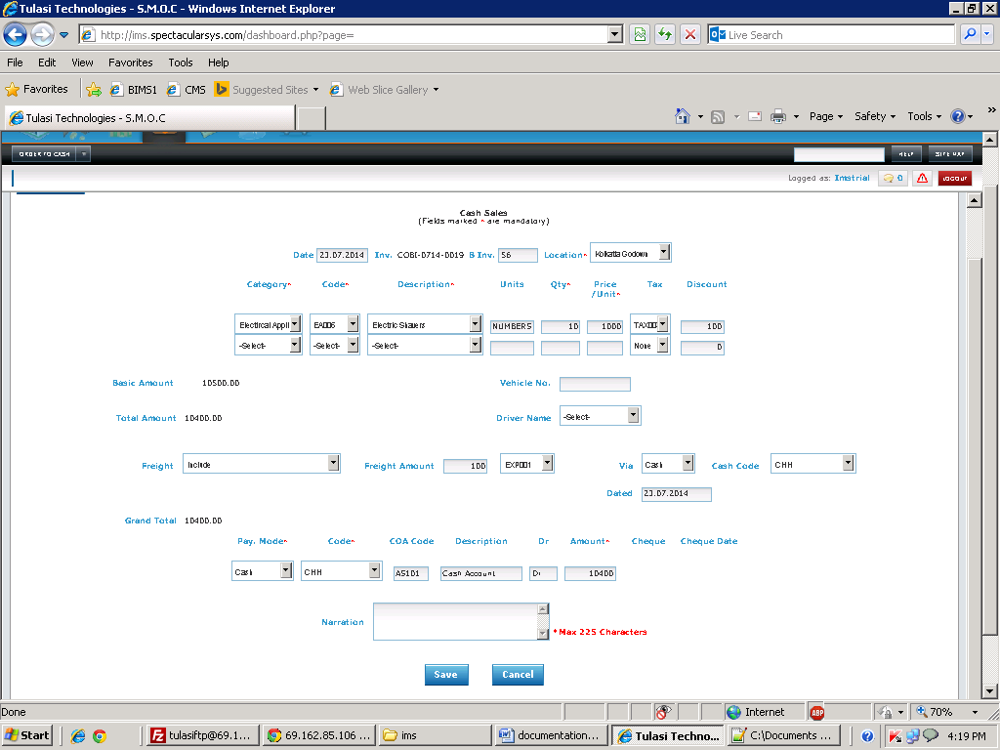 Tulasi Technologies - S.M.O.C - Windows Internet Explorer
http://ims.spectacularsys.com/dashboard.php?page= Live Search
File Edit View Favorites Tools Help
Favorites BIMS1 CMS Suggested Sites Web Slice Gallery
Tulasi Technologies - S.M.O.C Page Safety Tools »
ORDER TO CASH HELP SITE MAP
Logged as: Imstrial 0 LOGOUT
Cash Sales
(Fields marked * are mandatory)
Date 23.07.2014 Inv. COBI-0714-0019 B Inv. 56 Location* Kolkatta Godown
Category* Code* Description* Units Qty* Price Tax Discount
/Unit*
Electircal Appli EA006 Electric Shavers NUMBERS 10 1000 TAX00 100
-Select- -Select- -Select- None 0
Basic Amount 10500.00 Vehicle No.
Total Amount 10400.00 Driver Name -Select-
Freight Include Freight Amount 100 EXP001 Via Cash Cash Code CHH
Dated 23.07.2014
Grand Total 10400.00
Pay. Mode* Code* COA Code Description Dr Amount* Cheque Cheque Date
Cash CHH AS101 Cash Account Dr 10400
Narration
*Max 225 Characters
Save Cancel
Done Internet ABP 70%
Start tulasiftp@69.1... 69.162.85.106 ... ims documentation... Tulasi Techno... C:\Documents ... 4:19 PM